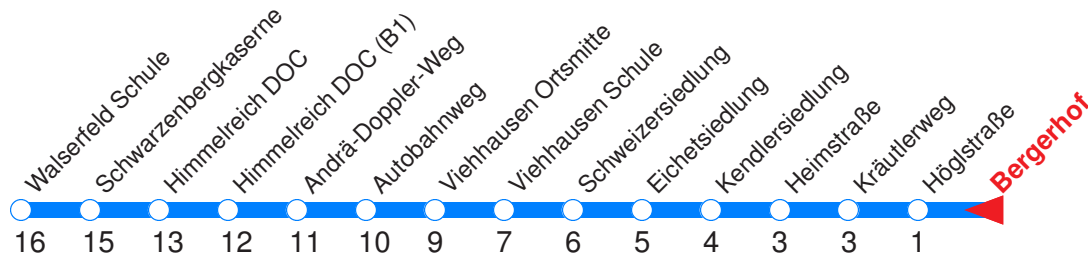 Walserfeld Schule
Schwarzenbergkaserne
Himmelreich DOC
Himmelreich DOC (B1)
Andrä-Doppler-Weg
Autobahnweg
Viehhausen Ortsmitte
Viehhausen Schule
Schweizersiedlung
Eichetsiedlung
Kendlersiedlung
Heimstraße
Kräutlerweg
Höglstraße
Bergerhof
16 15 13 12 11 10 9 7 6 5 4 3 3 1